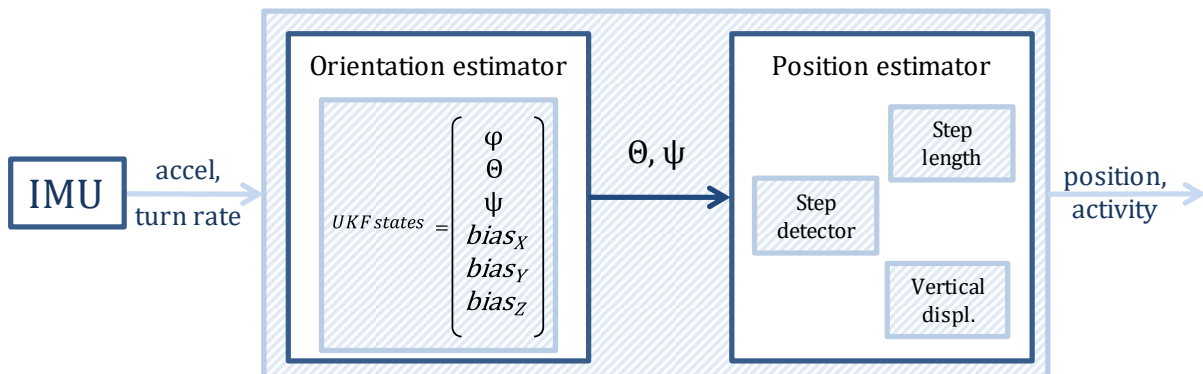 IMU
accel,
turn rate
Orientation estimator
UKF states =
φ
Θ
ψ
bias_X
bias_Y
bias_Z
Θ, ψ
Position estimator
Step
length
Step
detector
Vertical
displ.
position,
activity